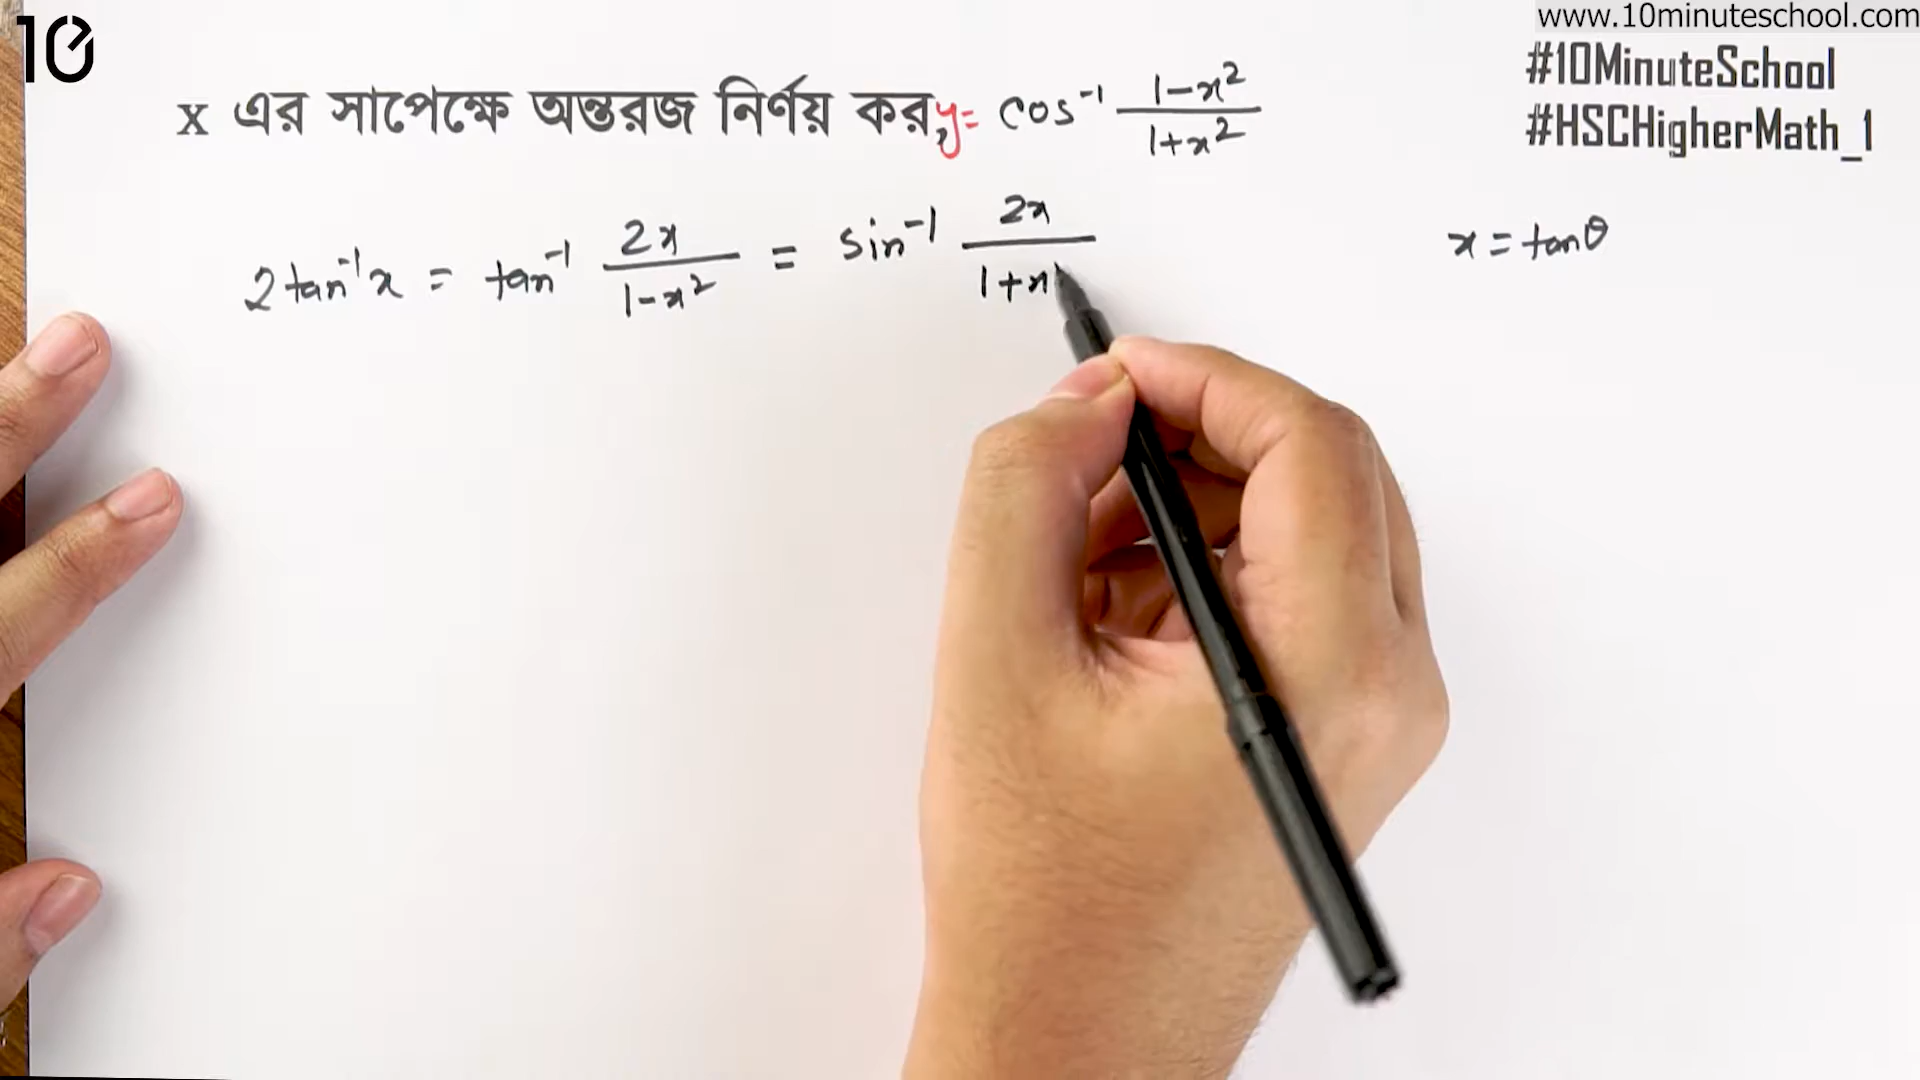 10
www.10minuteschool.com
#10MinuteSchool
#HSCHigherMath_1
x এর সাপেক্ষে অন্তরজ নির্ণয় কর, y= cos⁻¹ (1-x²)/(1+x²)
2tan⁻¹x = tan⁻¹ 2x/(1-x²) = sin⁻¹ 2x/(1+x
x = tanθ